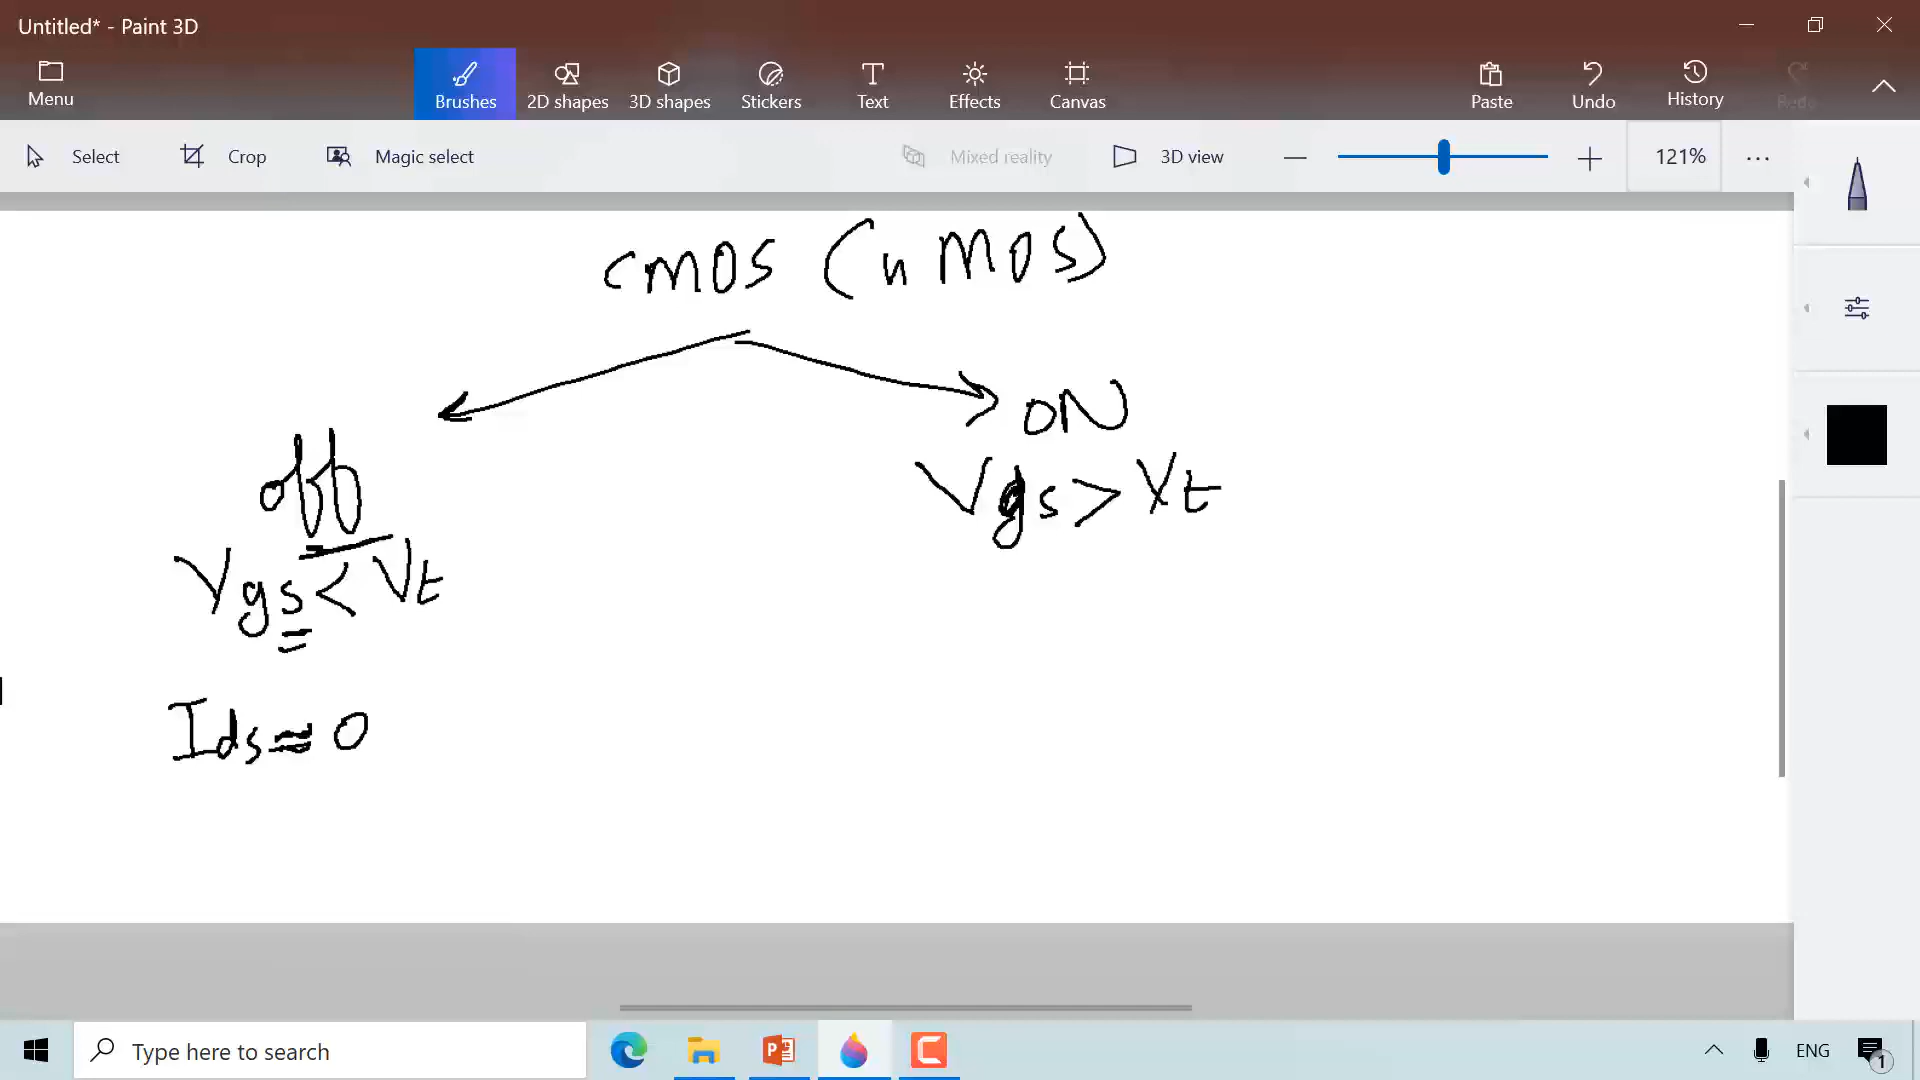 Untitled* - Paint 3D
Menu
Brushes
2D shapes
3D shapes
Stickers
Text
Effects
Canvas
Paste
Undo
History
Redo
Select
Crop
Magic select
Mixed reality
3D view
121%
CMOS (nMOS)
off
ON
Vgs > Vt
Vgs < Vt
Ids ≈ 0
Type here to search
ENG
1